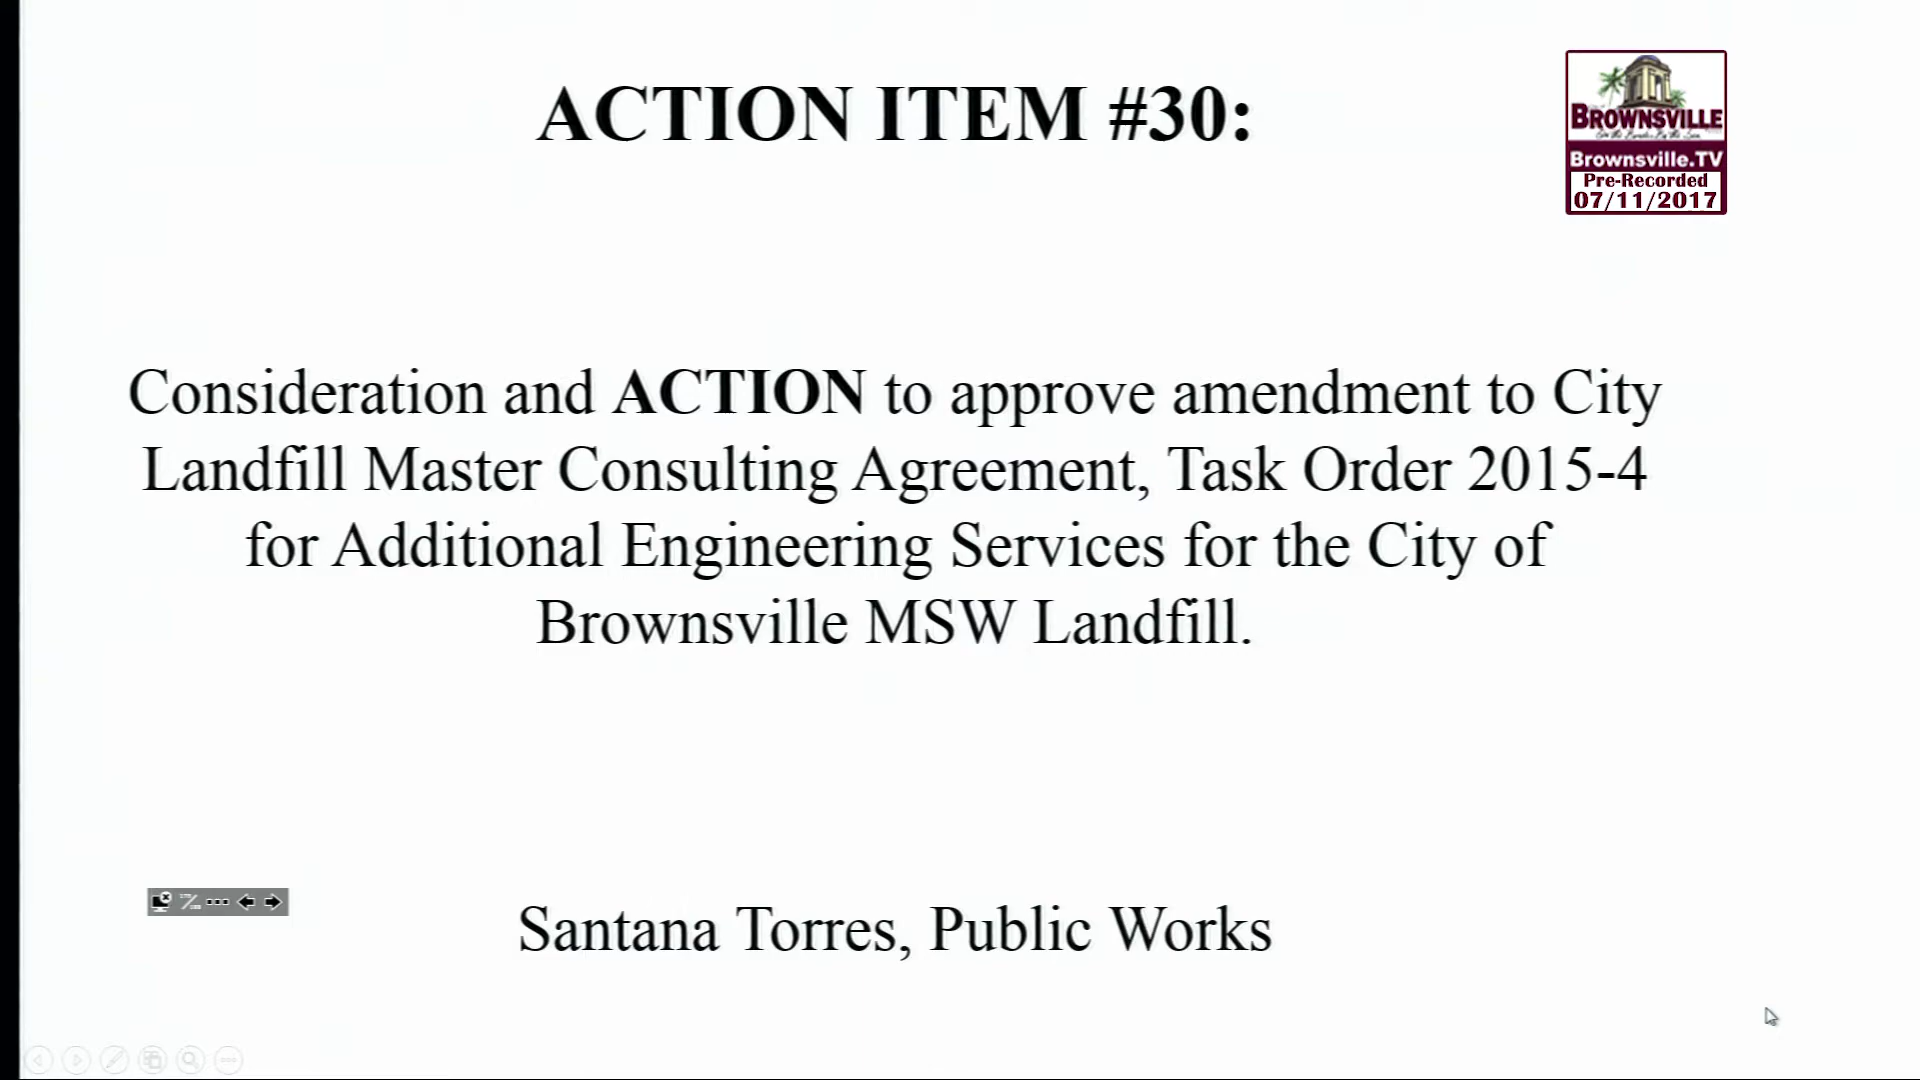 ACTION ITEM #30:
BROWNSVILLE
Brownsville.TV
Pre-Recorded
07/11/2017
Consideration and ACTION to approve amendment to City
Landfill Master Consulting Agreement, Task Order 2015-4
for Additional Engineering Services for the City of
Brownsville MSW Landfill.
Santana Torres, Public Works